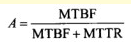 A = MTBF / MTBF + MTTR